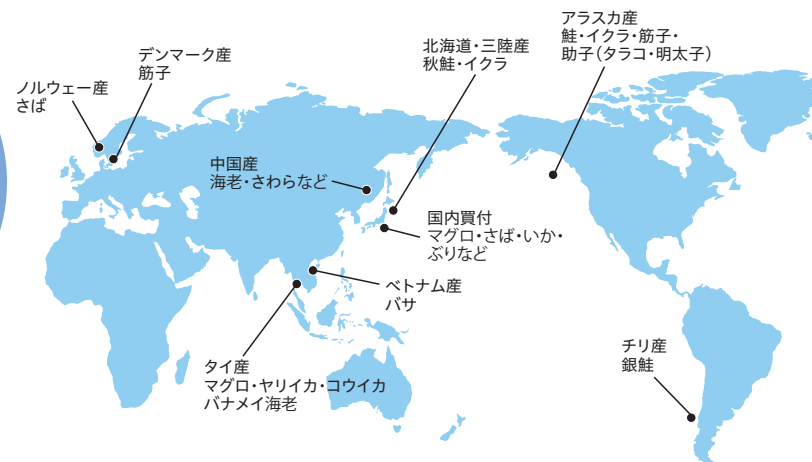 アラスカ産
鮭・イクラ・筋子・
助子（タラコ・明太子）
北海道・三陸産
秋鮭・イクラ
デンマーク産
筋子
ノルウェー産
さば
中国産
海老・さわらなど
国内買付
マグロ・さば・いか・
ぶりなど
ベトナム産
バサ
タイ産
マグロ・ヤリイカ・コウイカ
バナメイ海老
チリ産
銀鮭